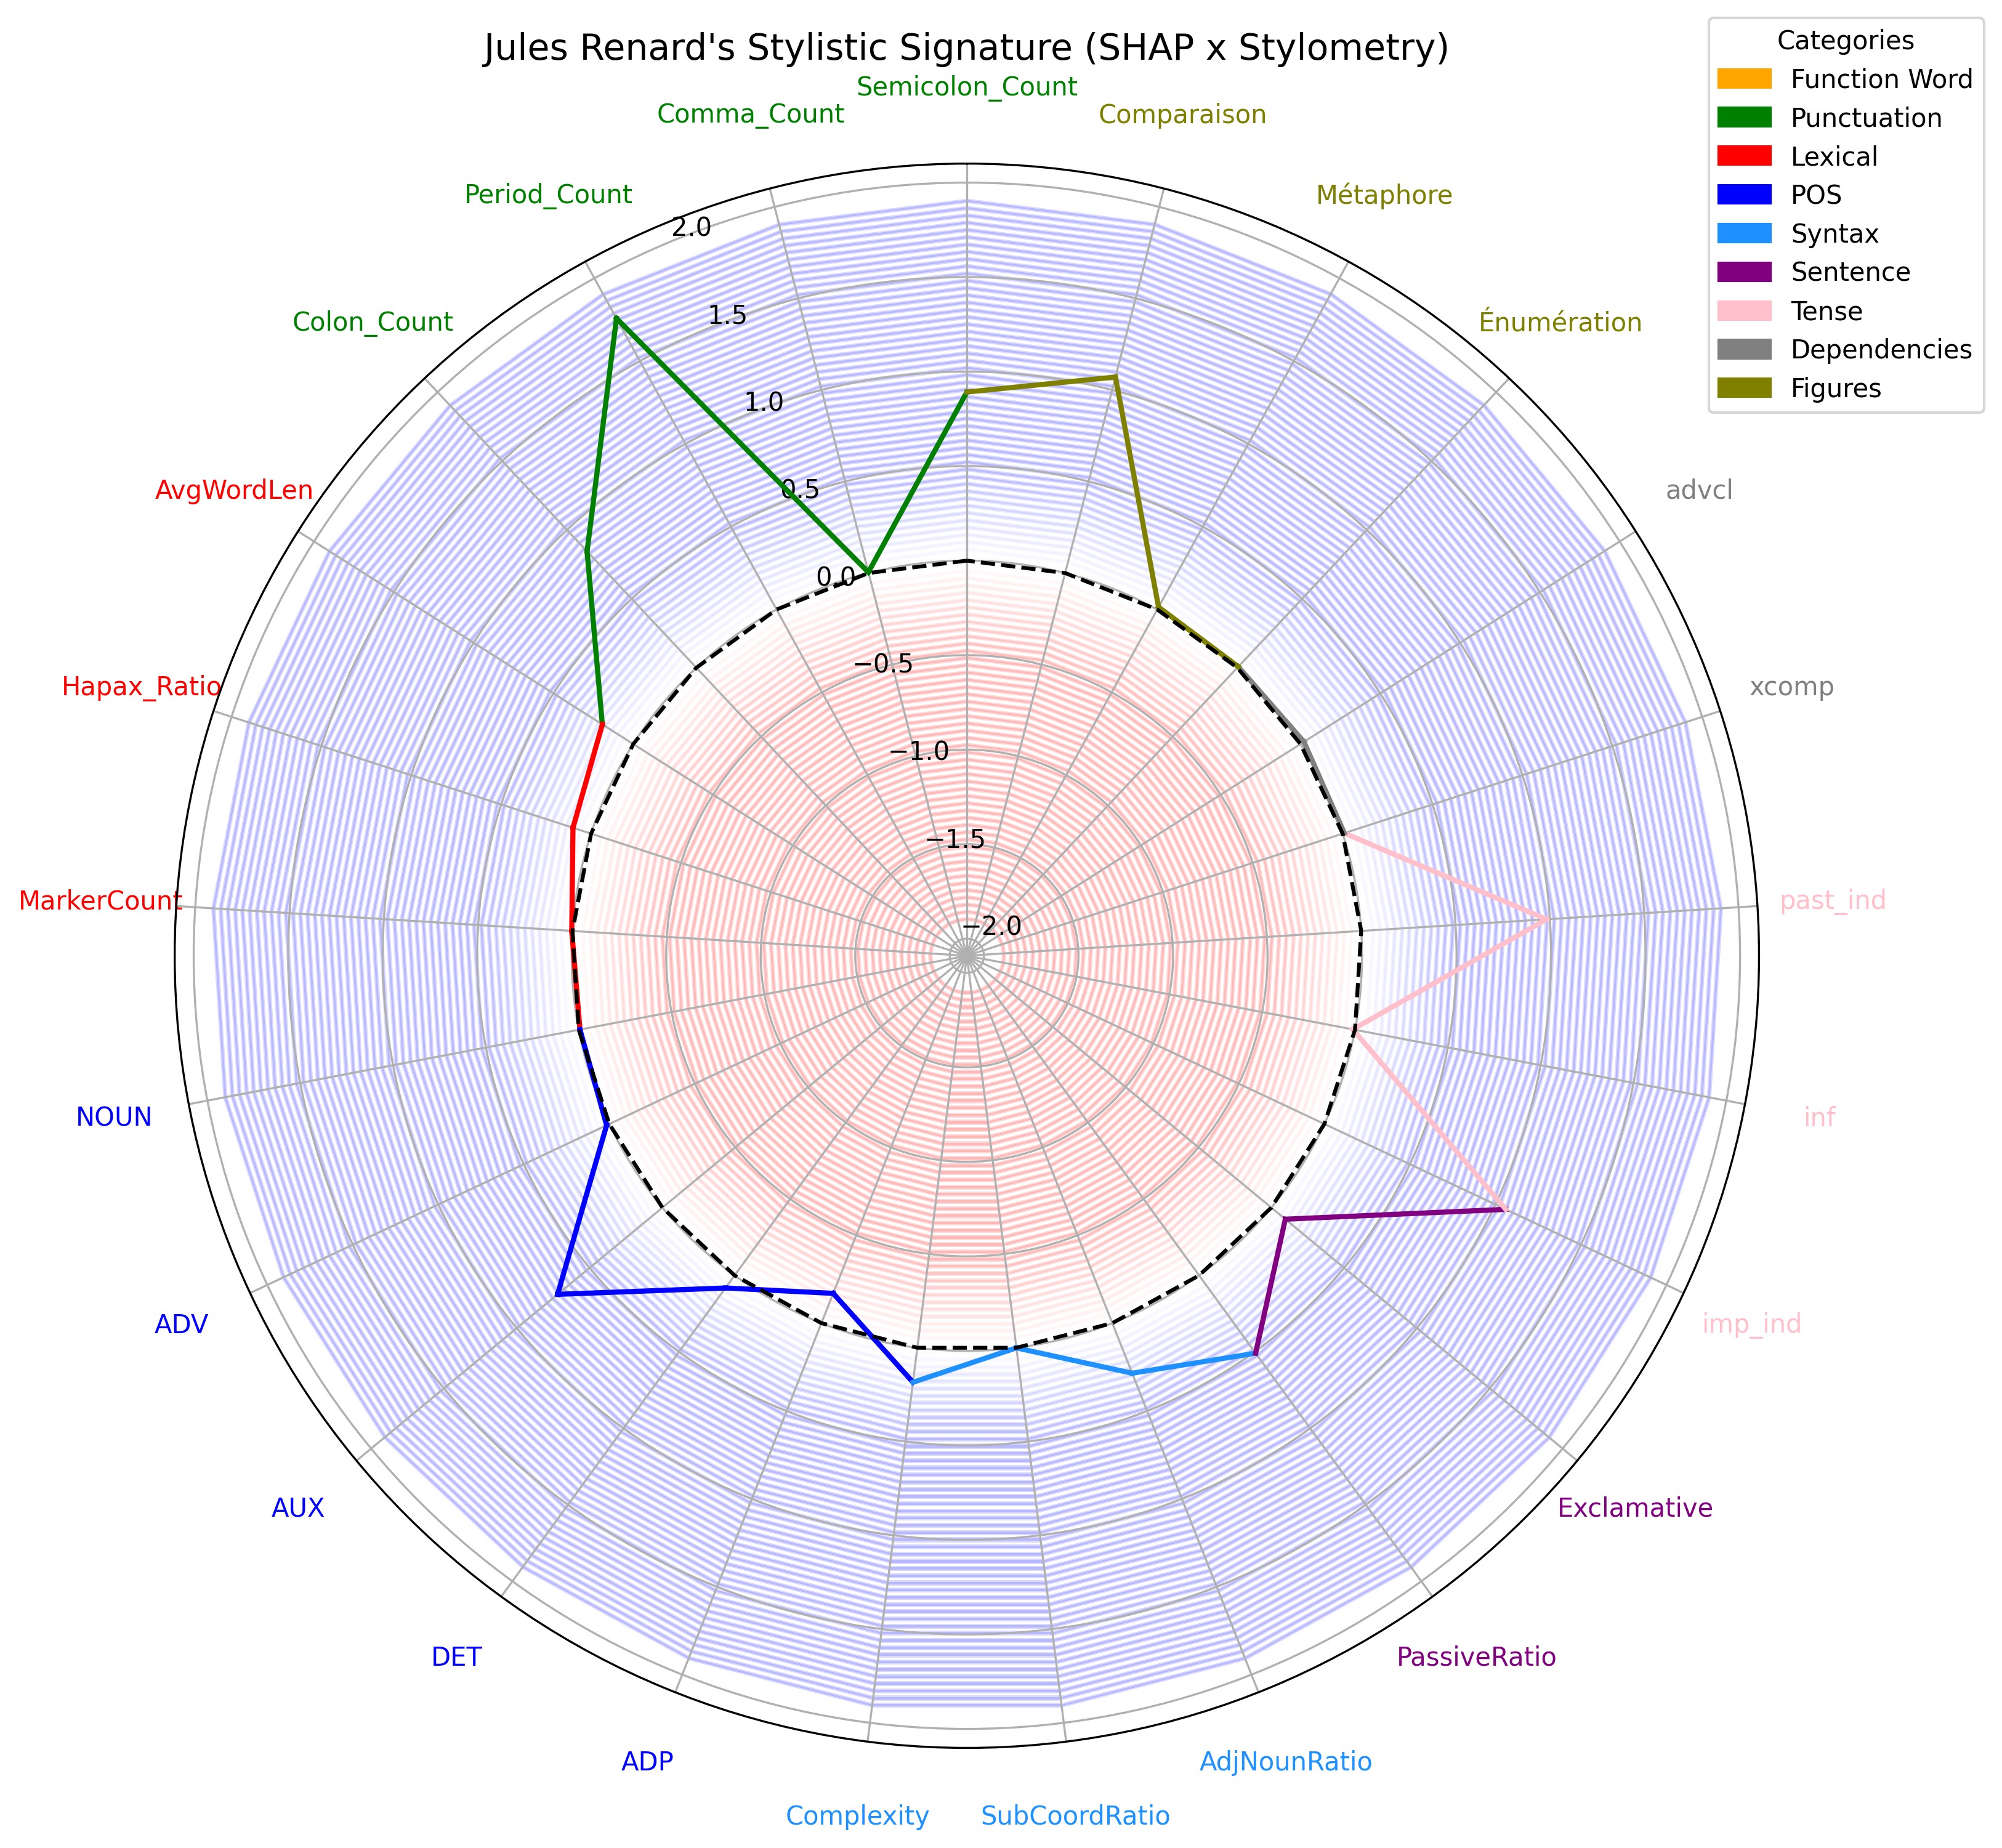 Jules Renard's Stylistic Signature (SHAP x Stylometry)
Categories
Function Word
Punctuation
Lexical
POS
Syntax
Sentence
Tense
Dependencies
Figures
Semicolon_Count
Comma_Count
Comparaison
Period_Count
Métaphore
Colon_Count
Énumération
AvgWordLen
advcl
Hapax_Ratio
xcomp
MarkerCount
past_ind
NOUN
inf
ADV
imp_ind
AUX
Exclamative
DET
PassiveRatio
ADP
AdjNounRatio
Complexity
SubCoordRatio
2.0
1.5
1.0
0.5
0.0
−0.5
−1.0
−1.5
−2.0